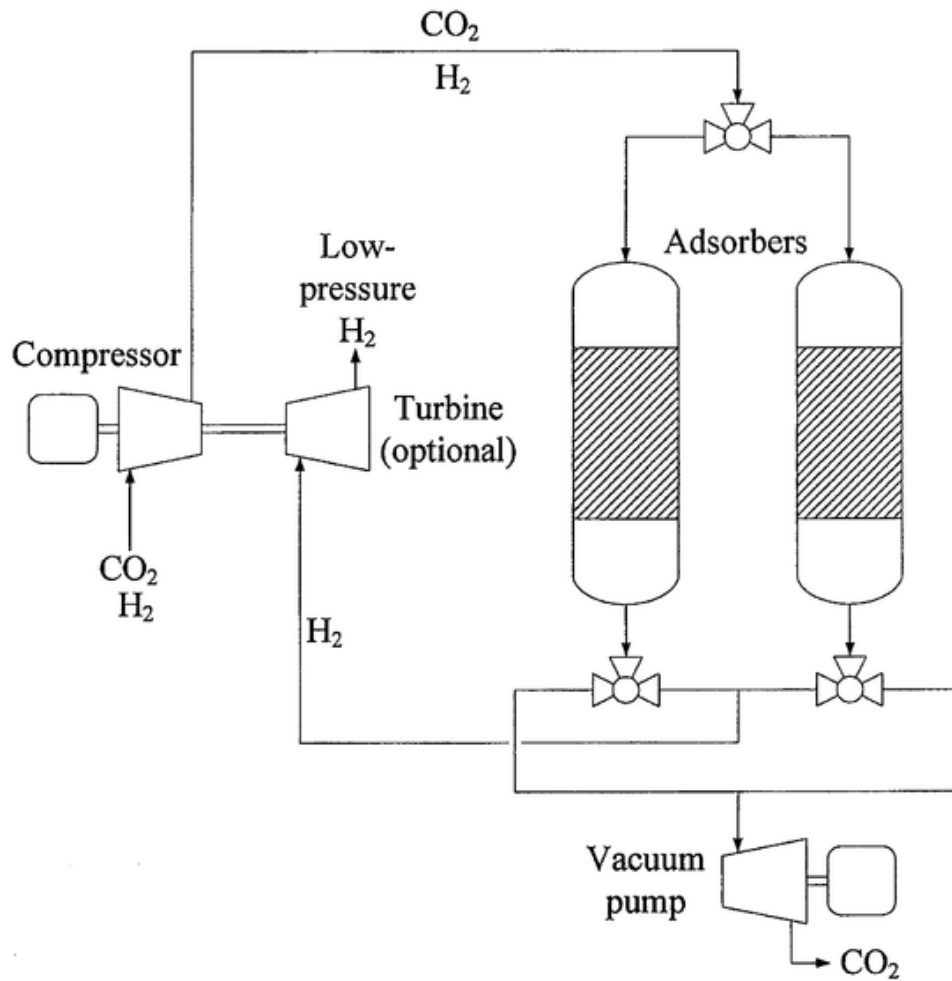 CO₂
H₂
Adsorbers
Low-
pressure
H₂
Compressor
Turbine
(optional)
CO₂
H₂
H₂
Vacuum
pump
CO₂